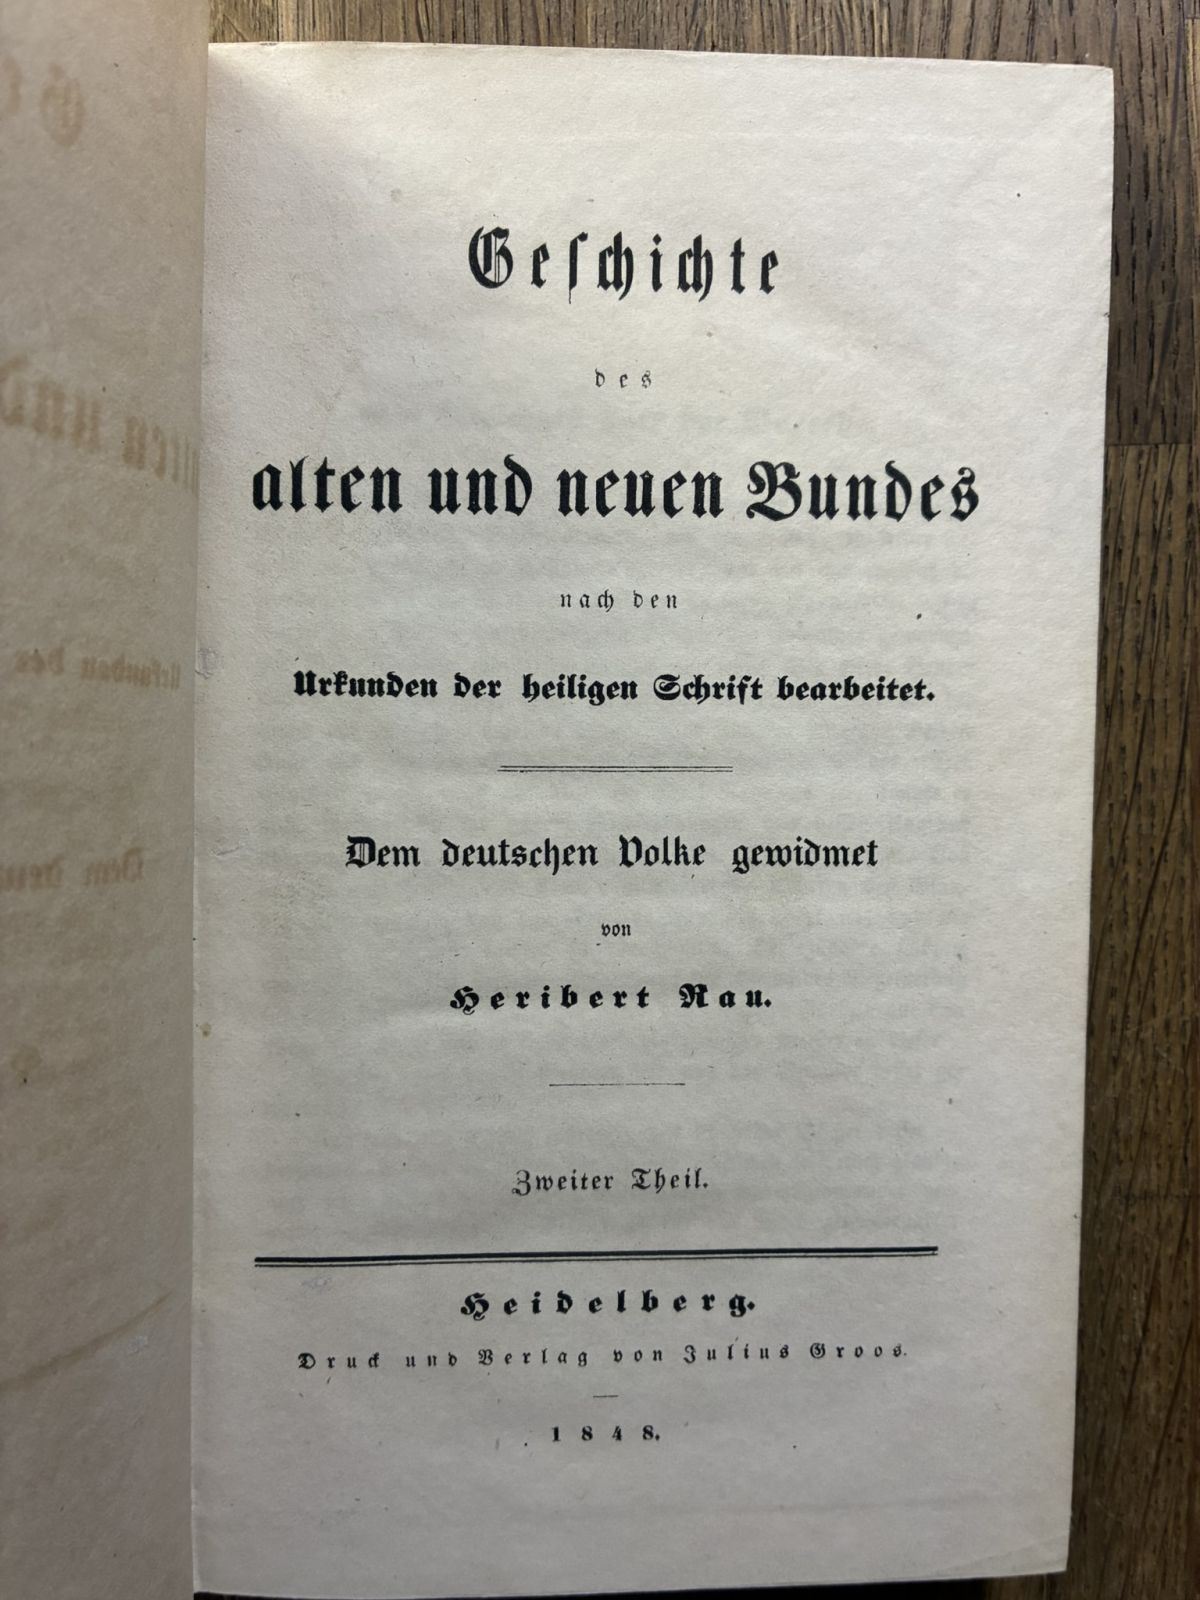 Geschichte
des
alten und neuen Bundes
nach den
Urkunden der heiligen Schrift bearbeitet.
Dem deutschen Volke gewidmet
von
Heribert Rau.
Zweiter Theil.
Heidelberg.
Druck und Verlag von Julius Groos.
1848.